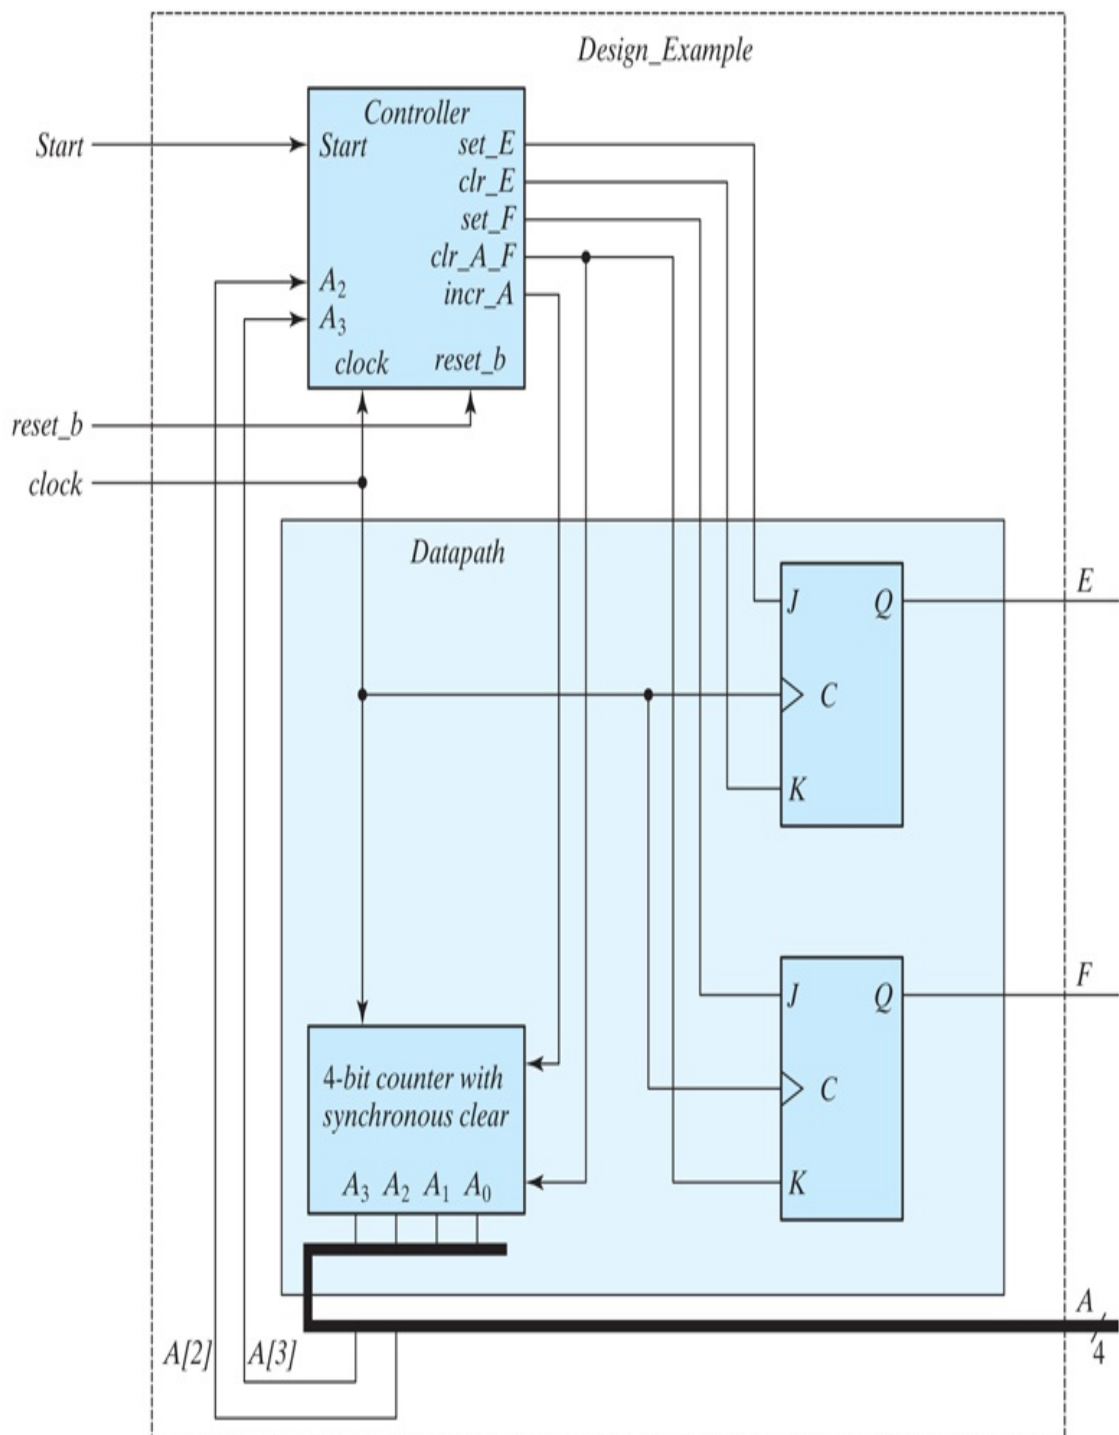 Design_Example
Controller
Start
Start
set_E
clr_E
set_F
clr_A_F
incr_A
A₂
A₃
clock
reset_b
reset_b
clock
Datapath
J
Q
E
C
K
J
Q
F
C
K
4-bit counter with
synchronous clear
A₃ A₂ A₁ A₀
A
4
A[2]
A[3]